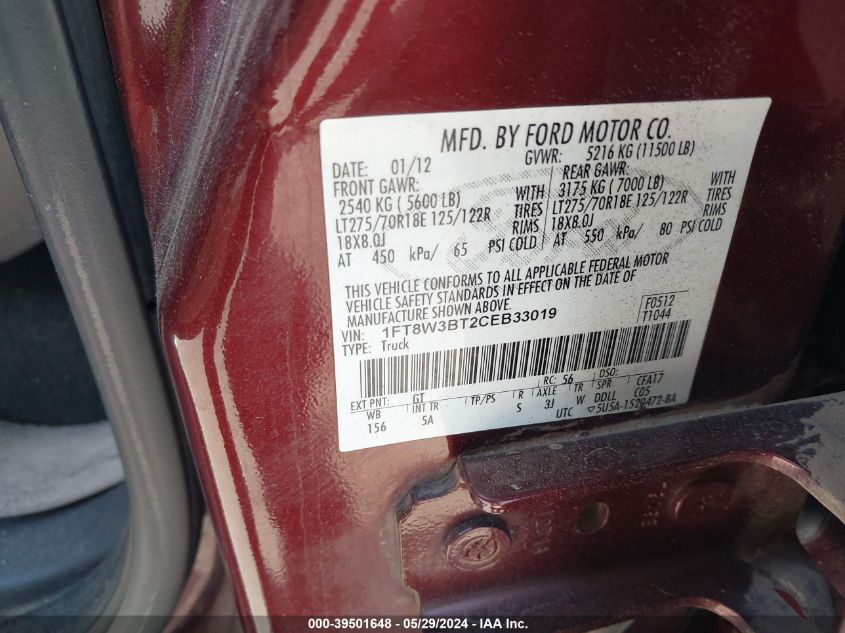 MFD. BY FORD MOTOR CO.
DATE: 01/12 GVWR: 5216 KG (11500 LB)
FRONT GAWR: REAR GAWR:
2540 KG ( 5600 LB) WITH 3175 KG ( 7000 LB) WITH
LT275/70R18E 125/122R TIRES LT275/70R18E 125/122R TIRES
18X8.0J RIMS 18X8.0J RIMS
AT 450 kPa/ 65 PSI COLD AT 550 kPa/ 80 PSI COLD
THIS VEHICLE CONFORMS TO ALL APPLICABLE FEDERAL MOTOR
VEHICLE SAFETY STANDARDS IN EFFECT ON THE DATE OF
MANUFACTURE SHOWN ABOVE.
VIN: 1FT8W3BT2CEB33019 F0512
TYPE: Truck T1044
RC: 56 DSO:
EXT PNT: GT TP/PS R AXLE TR SPR CFA17
WB INT TR S 3J W DDLL C05
156 5A UTC ▽5U5A-1520472-BA
000-39501648 - 05/29/2024 - IAA Inc.